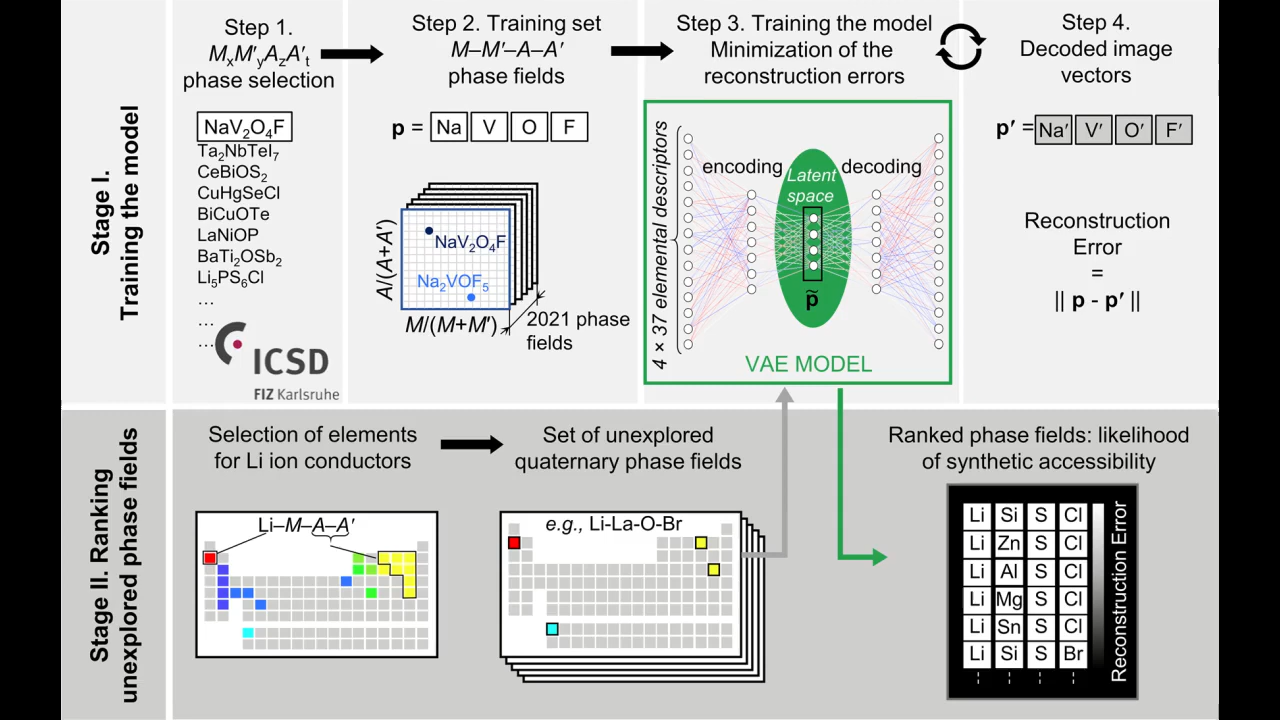 Stage I.
Training the model
Step 1.
MₓM′ᵧA_zA′ₜ
phase selection
NaV₂O₄F
Ta₂NbTeI₇
CeBiOS₂
CuHgSeCl
BiCuOTe
LaNiOP
BaTi₂OSb₂
Li₅PS₆Cl
...
...
...
ICSD
FIZ Karlsruhe
Step 2. Training set
M–M′–A–A′
phase fields
p = Na V O F
A/(A+A′)
NaV₂O₄F
Na₂VOF₅
M/(M+M′)
2021 phase
fields
Step 3. Training the model
Minimization of the
reconstruction errors
4 × 37 elemental descriptors
encoding
Latent
space
decoding
p̃
VAE MODEL
Step 4.
Decoded image
vectors
p′ = Na′ V′ O′ F′
Reconstruction
Error
=
|| p - p′ ||
Stage II. Ranking
unexplored phase fields
Selection of elements
for Li ion conductors
Li–M–A–A′
Set of unexplored
quaternary phase fields
e.g., Li-La-O-Br
Ranked phase fields: likelihood
of synthetic accessibility
Li Si S Cl
Li Zn S Cl
Li Al S Cl
Li Mg S Cl
Li Sn S Cl
Li Si S Br
Reconstruction Error